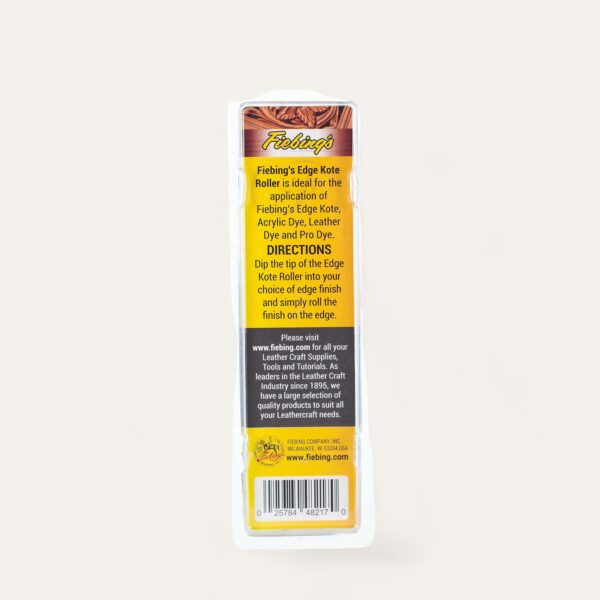 Fiebing's
Fiebing's Edge Kote
Roller is ideal for the
application of
Fiebing's Edge Kote,
Acrylic Dye, Leather
Dye and Pro Dye.
DIRECTIONS
Dip the tip of the Edge
Kote Roller into your
choice of edge finish
and simply roll the
finish on the edge.
Please visit
www.fiebing.com for all your
Leather Craft Supplies,
Tools and Tutorials. As
leaders in the Leather Craft
Industry since 1895, we
have a large selection of
quality products to suit all
your Leathercraft needs.
FIEBING COMPANY, INC.
MILWAUKEE, WI 53204 USA
www.fiebing.com
0 25784 48217 0